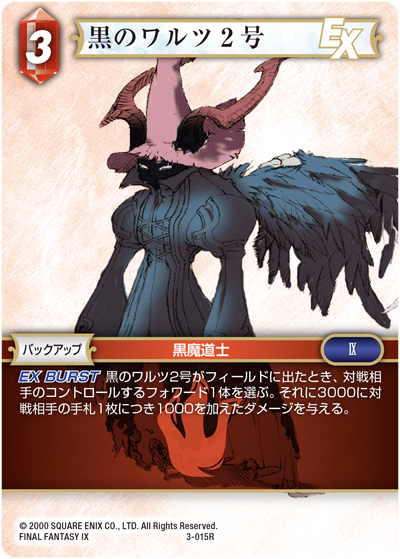 3
黒のワルツ２号
EX
バックアップ
黒魔道士
IX
EX BURST 黒のワルツ2号がフィールドに出たとき、対戦相
手のコントロールするフォワード1体を選ぶ。それに3000に対
戦相手の手札1枚につき1000を加えたダメージを与える。
© 2000 SQUARE ENIX CO., LTD. All Rights Reserved.
FINAL FANTASY IX
3-015R